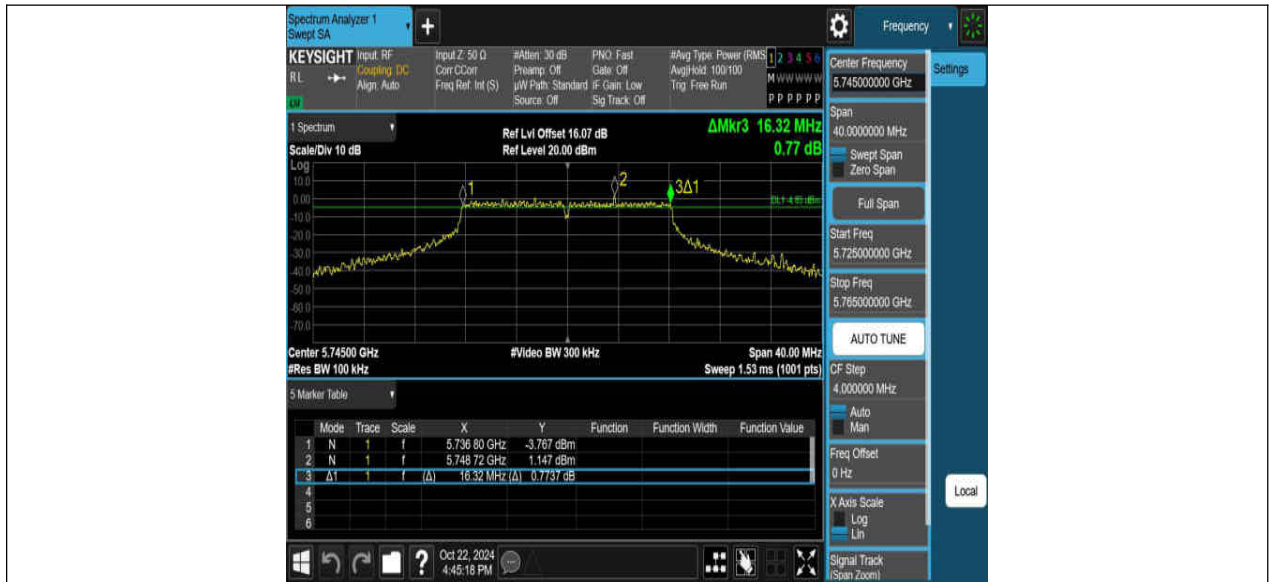 Spectrum Analyzer 1
Swept SA
+
Frequency
KEYSIGHT Input: RF Input Z: 50 Ω #Atten: 30 dB PNO: Fast #Avg Type: Power (RMS 1 2 3 4 5 6
RL Coupling: DC Corr CCorr Preamp: Off Gate: Off Avg|Hold: 100/100 M W W W W W
Align: Auto Freq Ref: Int (S) µW Path: Standard IF Gain: Low Trig: Free Run
Source: Off Sig Track: Off P P P P P P
1 Spectrum
Scale/Div 10 dB
Ref Lvl Offset 16.07 dB
Ref Level 20.00 dBm
ΔMkr3 16.32 MHz
0.77 dB
Log
10.0
0.00
-10.0
-20.0
-30.0
-40.0
-50.0
-60.0
-70.0
1
2
3Δ1
Center 5.74500 GHz #Video BW 300 kHz Span 40.00 MHz
#Res BW 100 kHz Sweep 1.53 ms (1001 pts)
5 Marker Table
Mode Trace Scale X Y Function Function Width Function Value
1 N 1 f 5.736 80 GHz -3.767 dBm
2 N 1 f 5.748 72 GHz 1.147 dBm
3 Δ1 1 f (Δ) 16.32 MHz (Δ) 0.7737 dB
4
5
6
Oct 22, 2024
4:45:18 PM
Center Frequency
5.745000000 GHz
Span
40.0000000 MHz
Swept Span
Zero Span
Full Span
Start Freq
5.725000000 GHz
Stop Freq
5.765000000 GHz
AUTO TUNE
CF Step
4.000000 MHz
Auto
Man
Freq Offset
0 Hz
X Axis Scale
Log
Lin
Signal Track
(Span Zoom)
Settings
Local